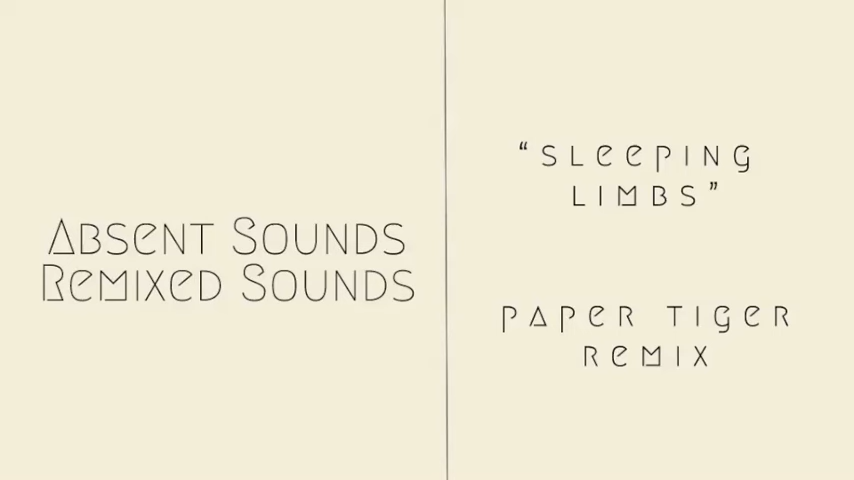 Absent Sounds
Remixed Sounds
“Sleeping
Limbs”
Paper Tiger
Remix